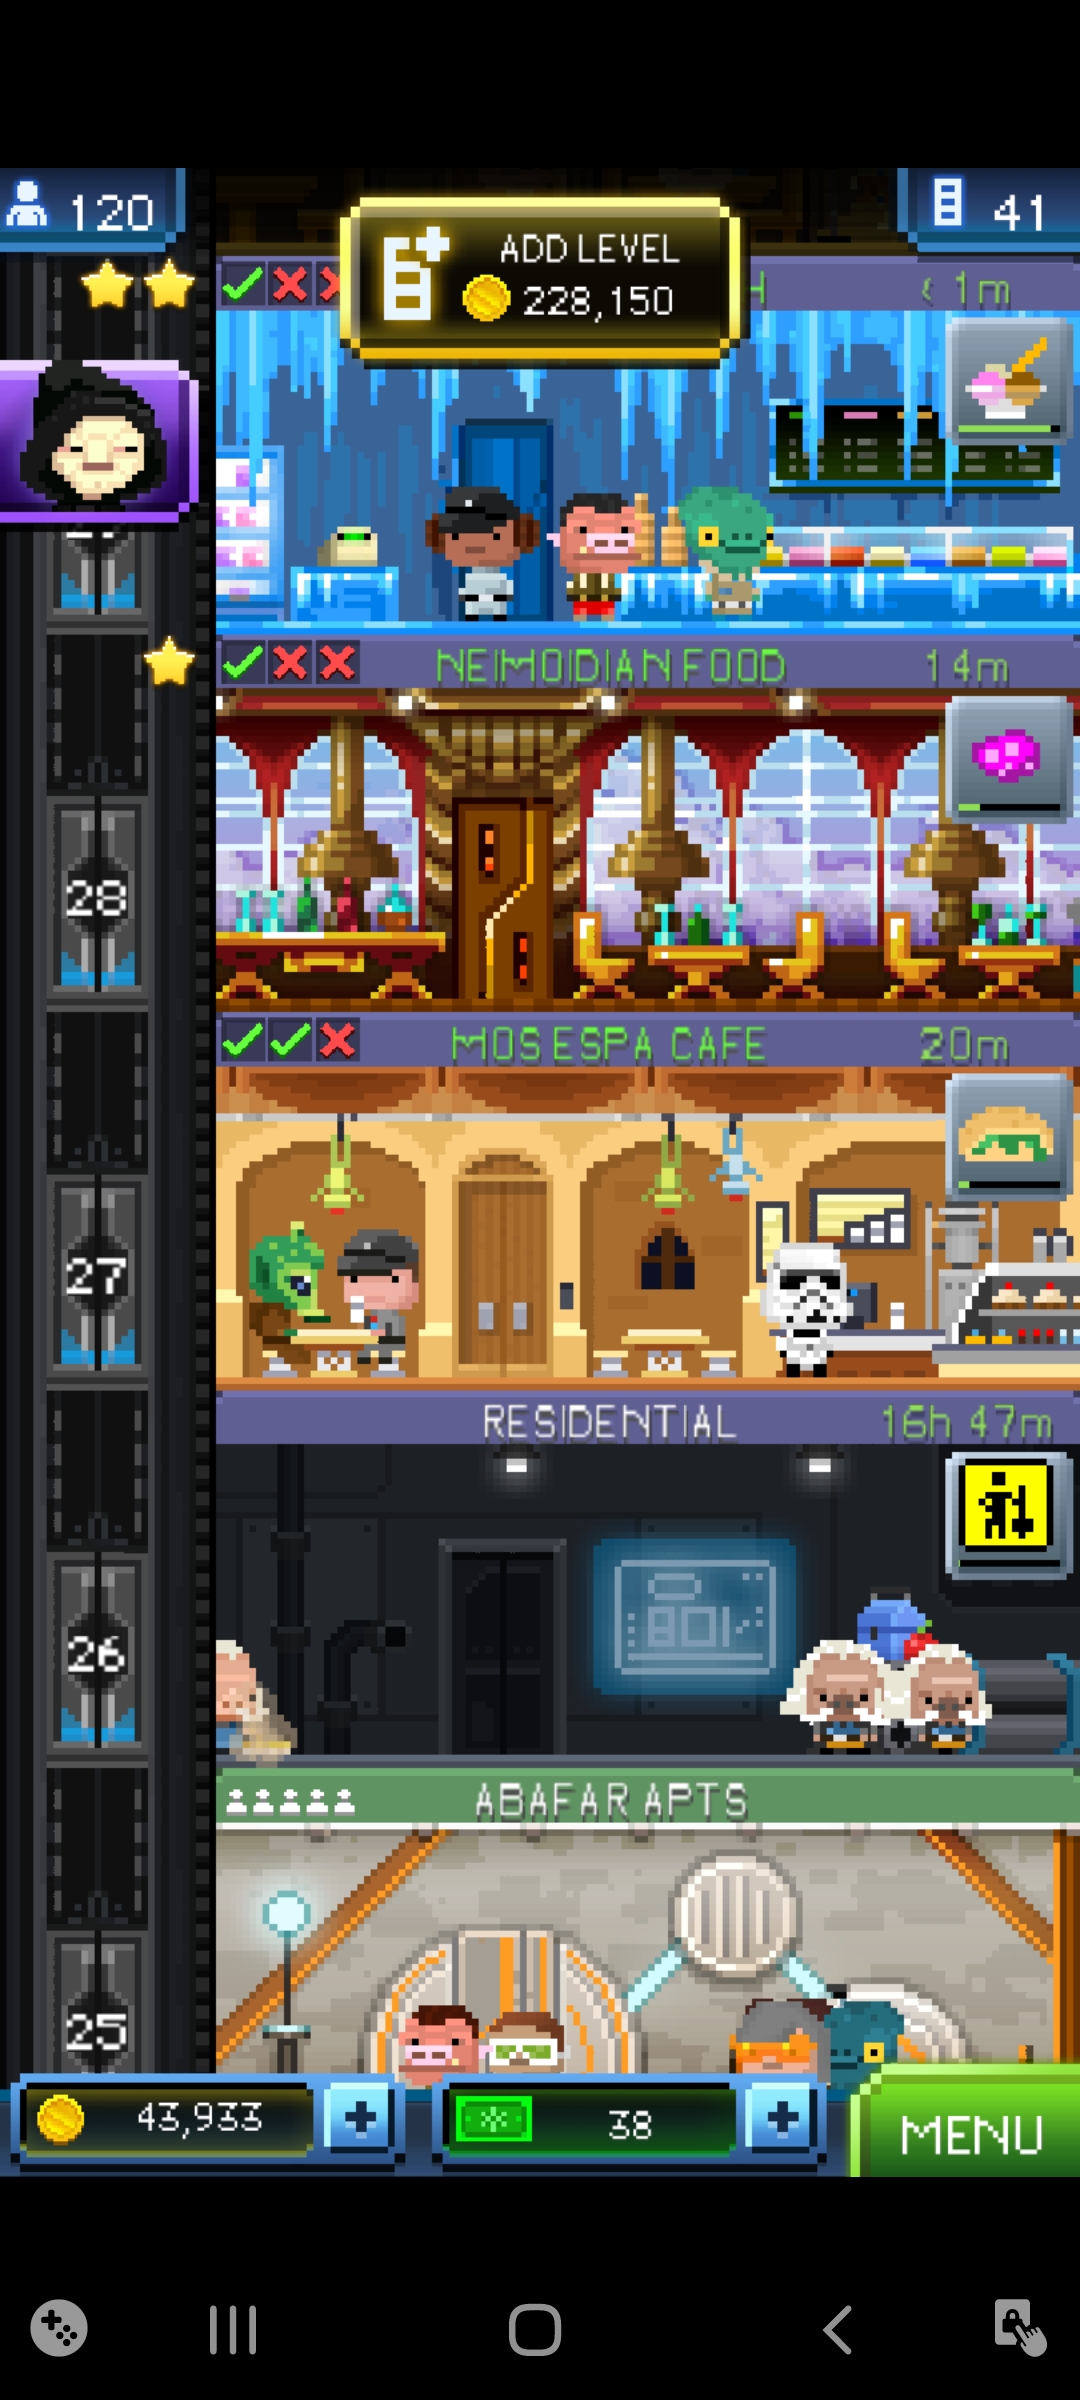 120
ADD LEVEL
228,150
41
H
< 1m
NEIMOIDIAN FOOD
14m
28
MOS ESPA CAFE
20m
27
RESIDENTIAL
16h 47m
26
ABAFAR APTS
25
43,933
38
MENU